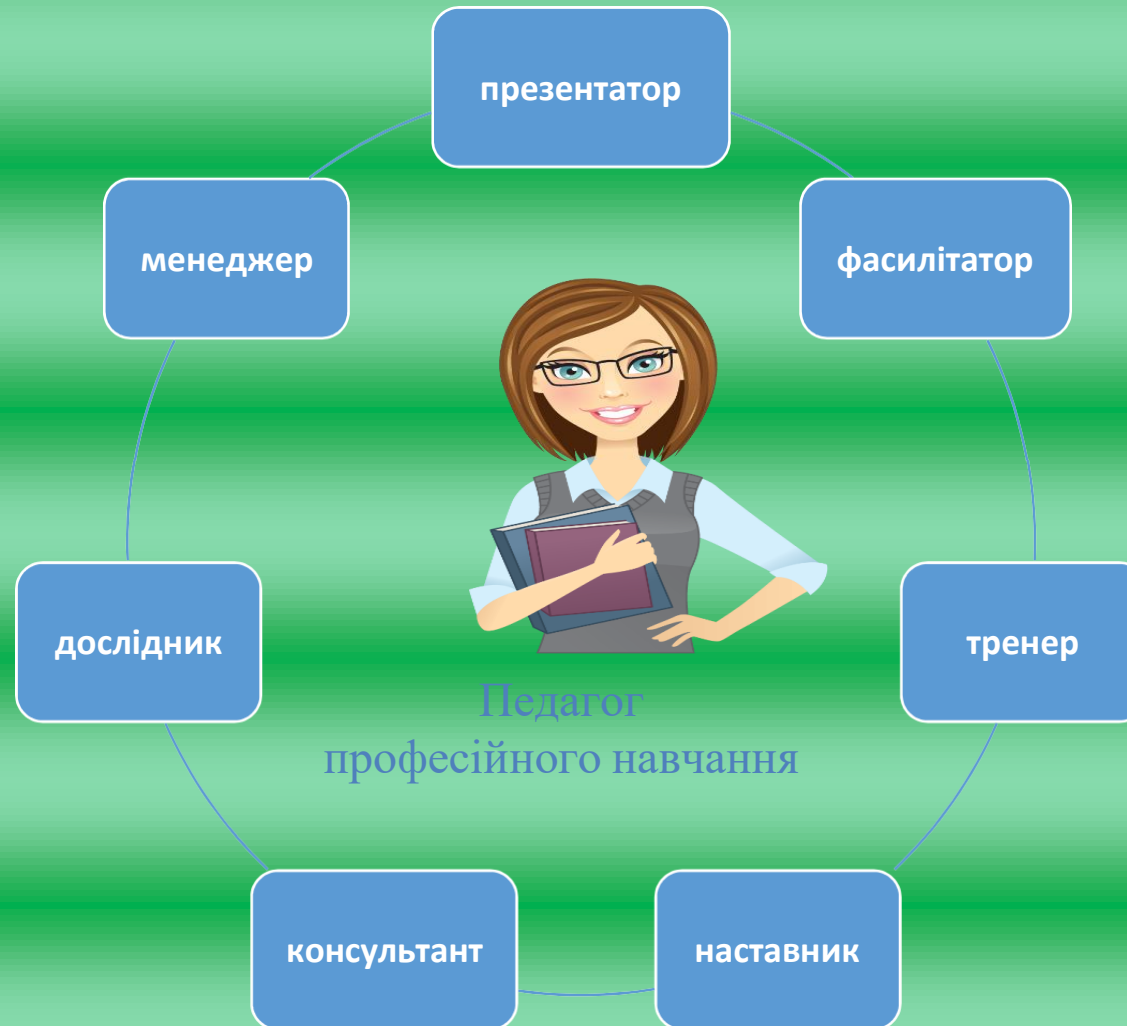 презентатор
фасилітатор
тренер
наставник
консультант
дослідник
менеджер
Педагог
професійного навчання